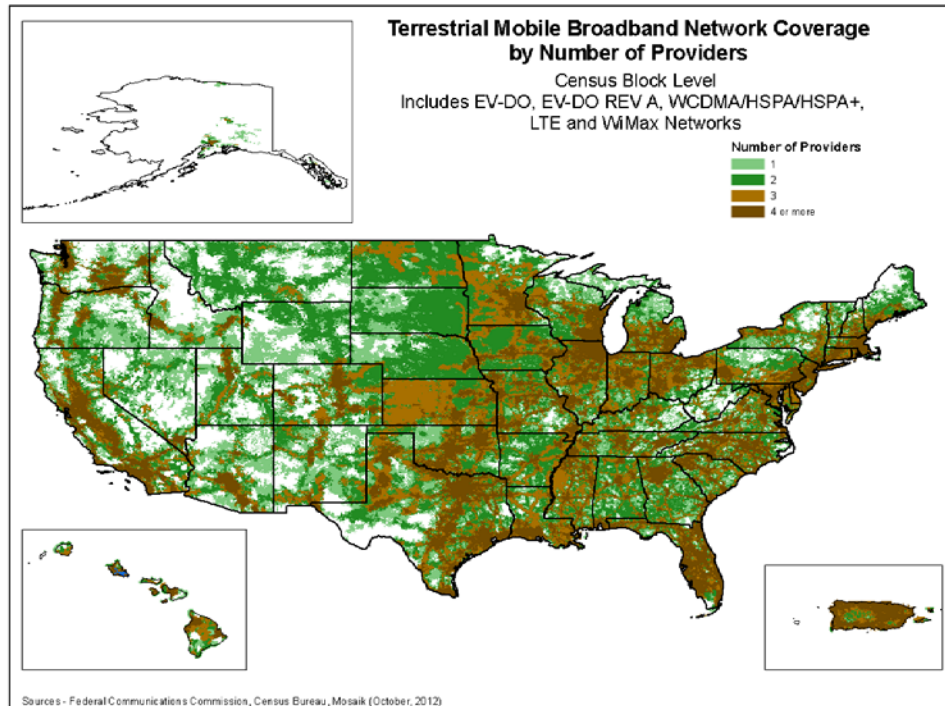 Terrestrial Mobile Broadband Network Coverage
by Number of Providers
Census Block Level
Includes EV-DO, EV-DO REV A, WCDMA/HSPA/HSPA+,
LTE and WiMax Networks
Number of Providers
1
2
3
4 or more
Sources - Federal Communications Commission, Census Bureau, Mosaik (October, 2012)